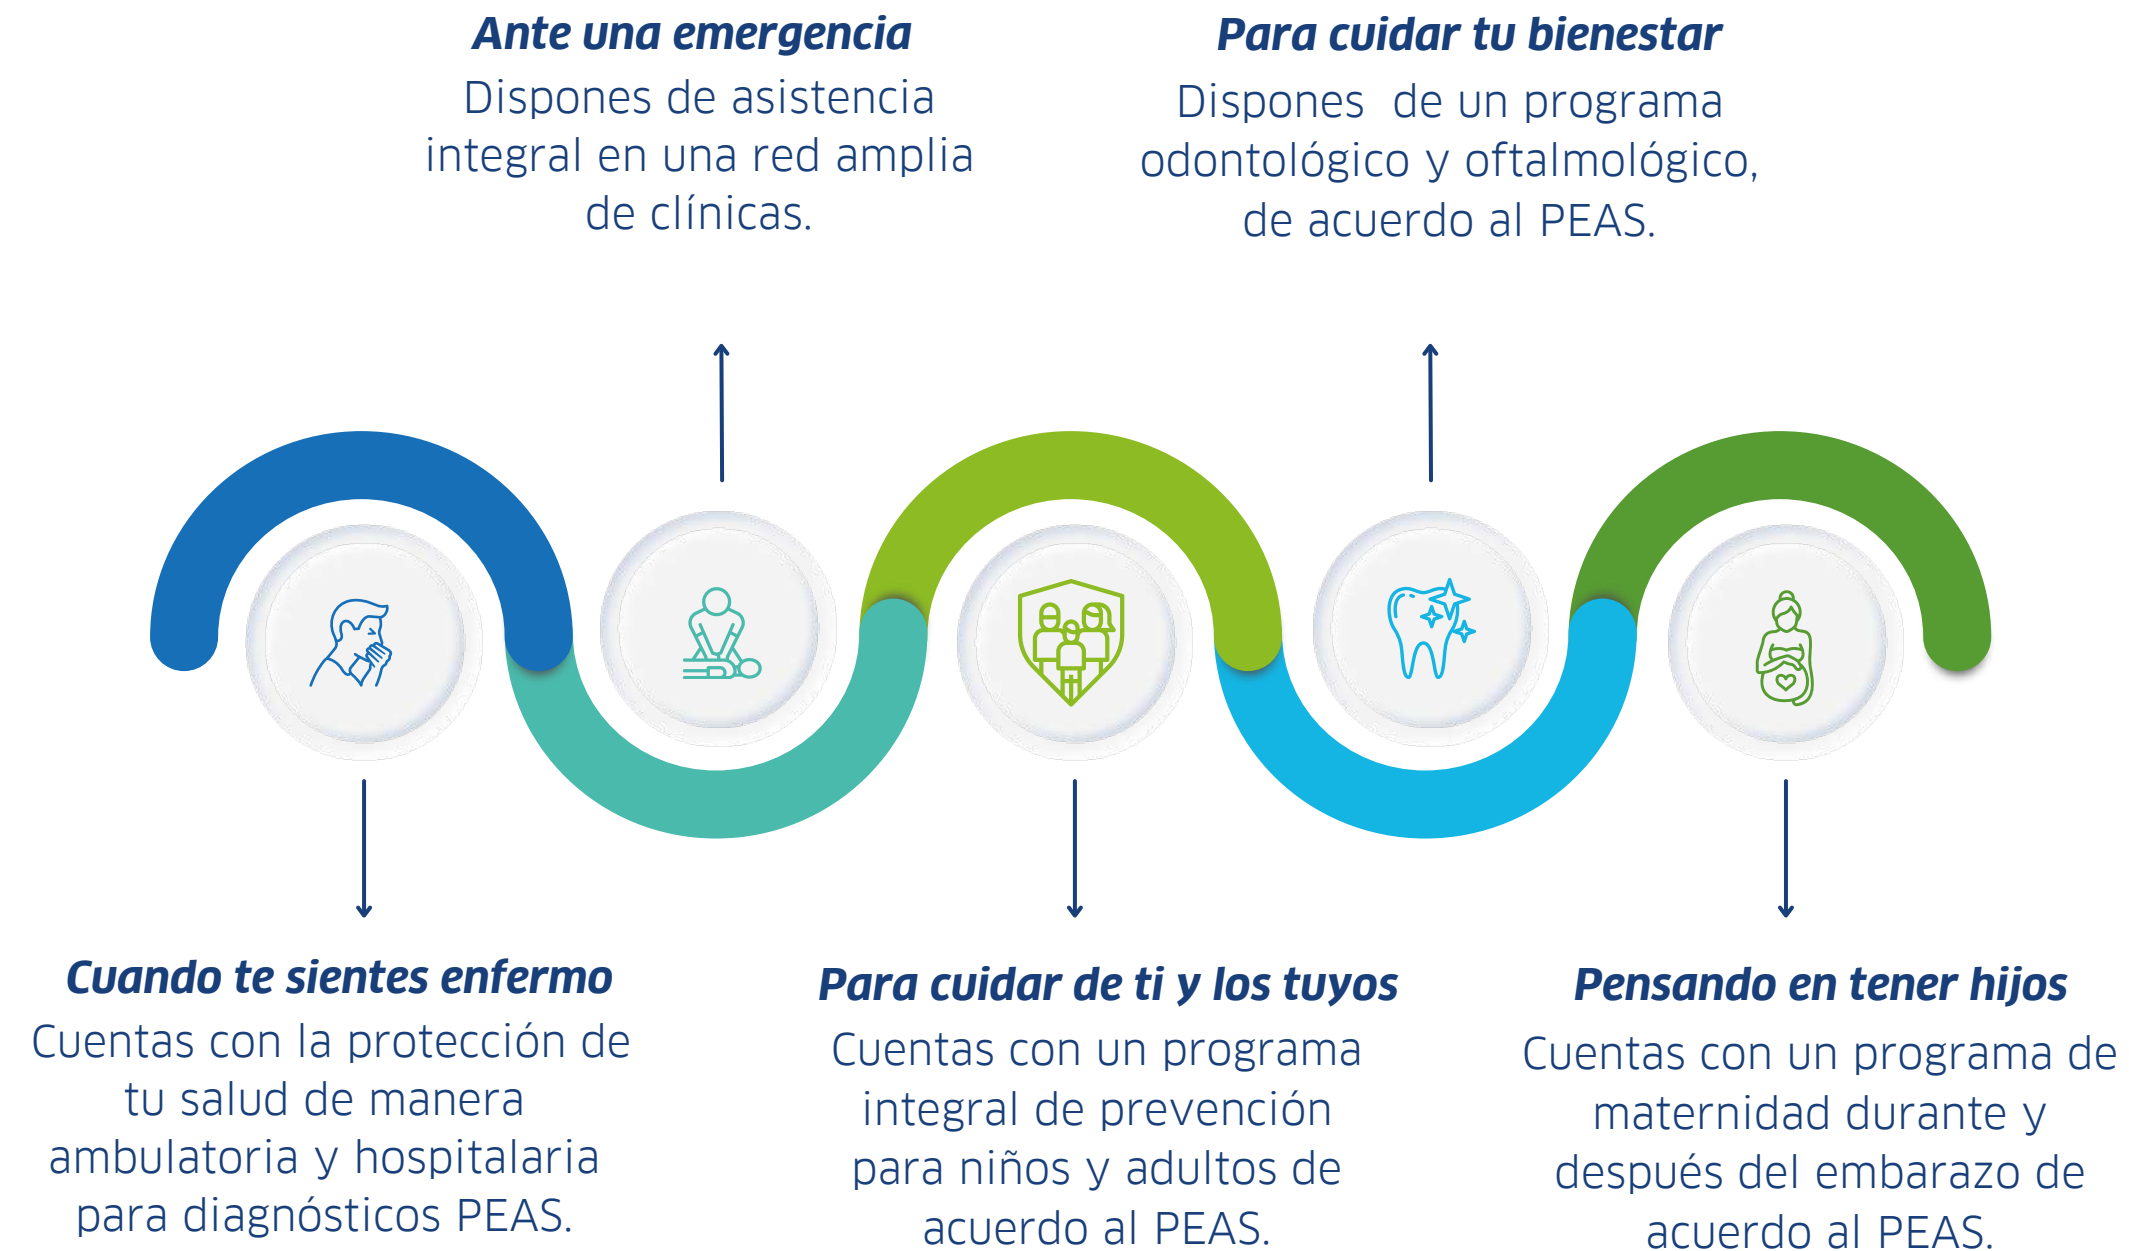 Ante una emergencia
Dispones de asistencia
integral en una red amplia
de clínicas.
Para cuidar tu bienestar
Dispones de un programa
odontológico y oftalmológico,
de acuerdo al PEAS.
Cuando te sientes enfermo
Cuentas con la protección de
tu salud de manera
ambulatoria y hospitalaria
para diagnósticos PEAS.
Para cuidar de ti y los tuyos
Cuentas con un programa
integral de prevención
para niños y adultos de
acuerdo al PEAS.
Pensando en tener hijos
Cuentas con un programa de
maternidad durante y
después del embarazo de
acuerdo al PEAS.